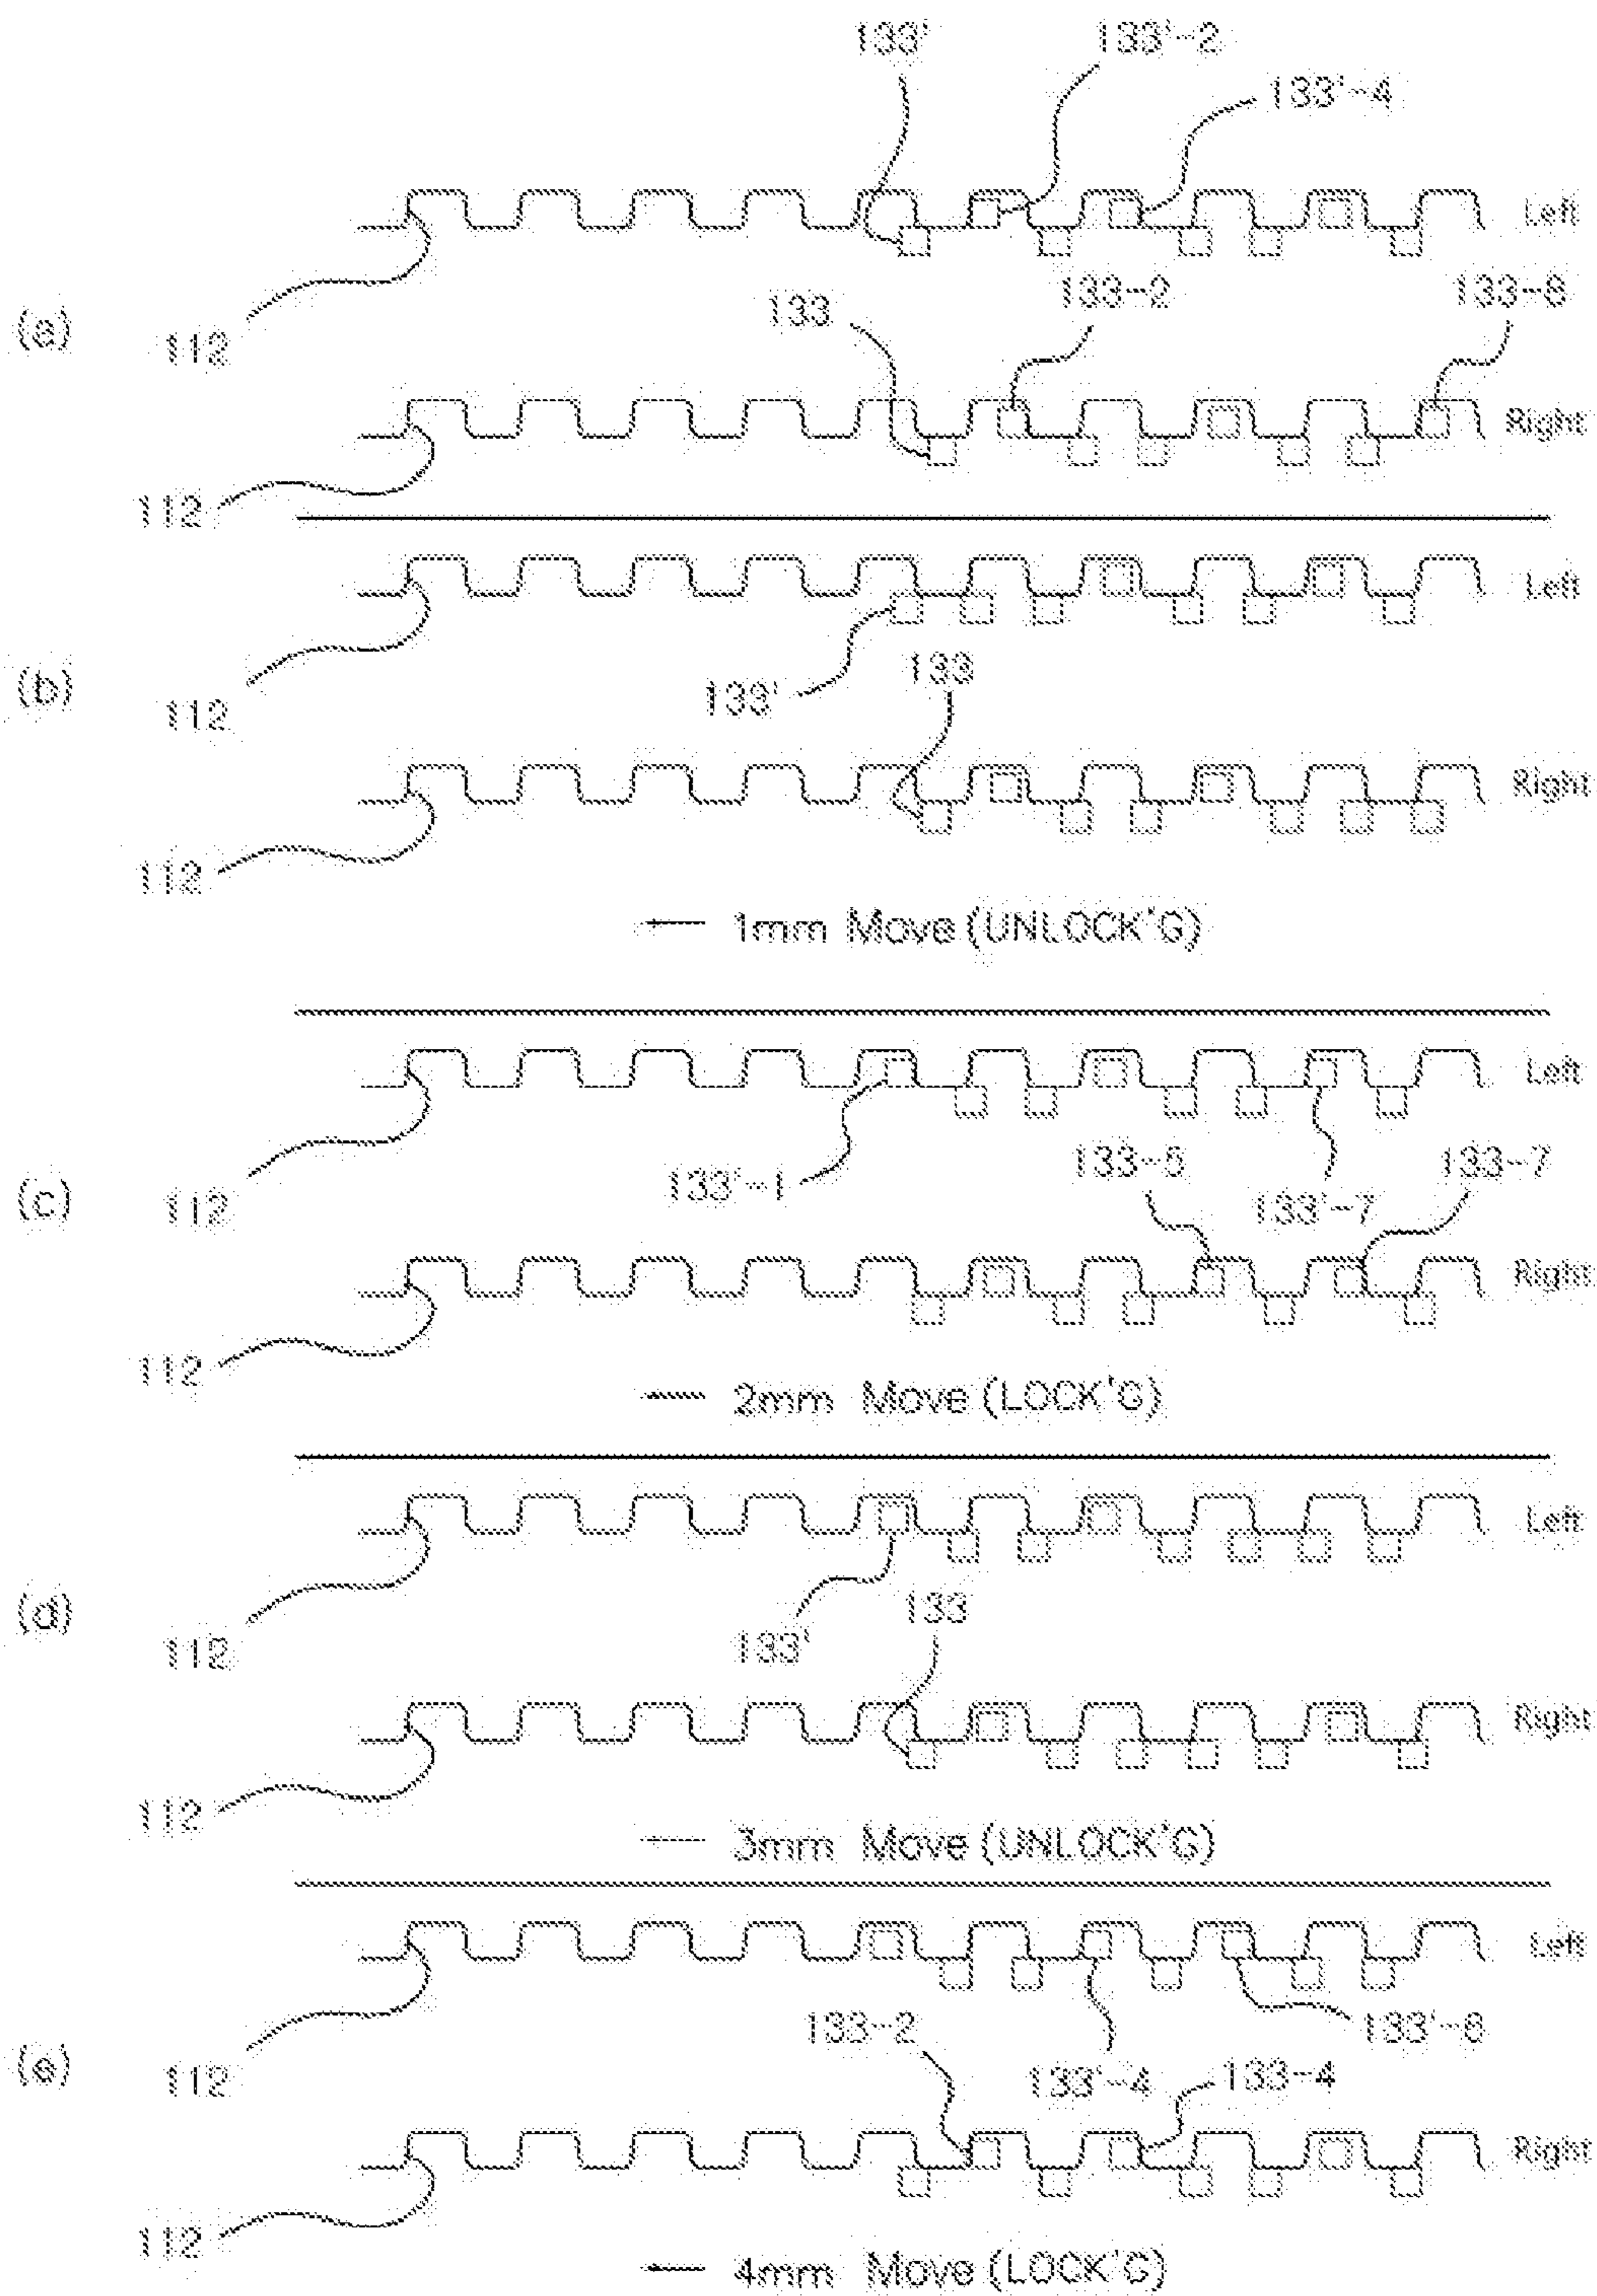 133' 133'-2
133'-4
Left
133 133-2 133-8
(a) 112
Right
112
Left
133
(b) 112 133'
Right
112
1mm Move (UNLOCK'G)
Left
133'-1 133-5 133-7
(c) 112 133'-7
Right
112
2mm Move (LOCK'G)
Left
133
(d) 112 133'
Right
112
3mm Move (UNLOCK'G)
Left
133-2 133'-6
(e) 112 133'-4 133-4
Right
112
4mm Move (LOCK'G)